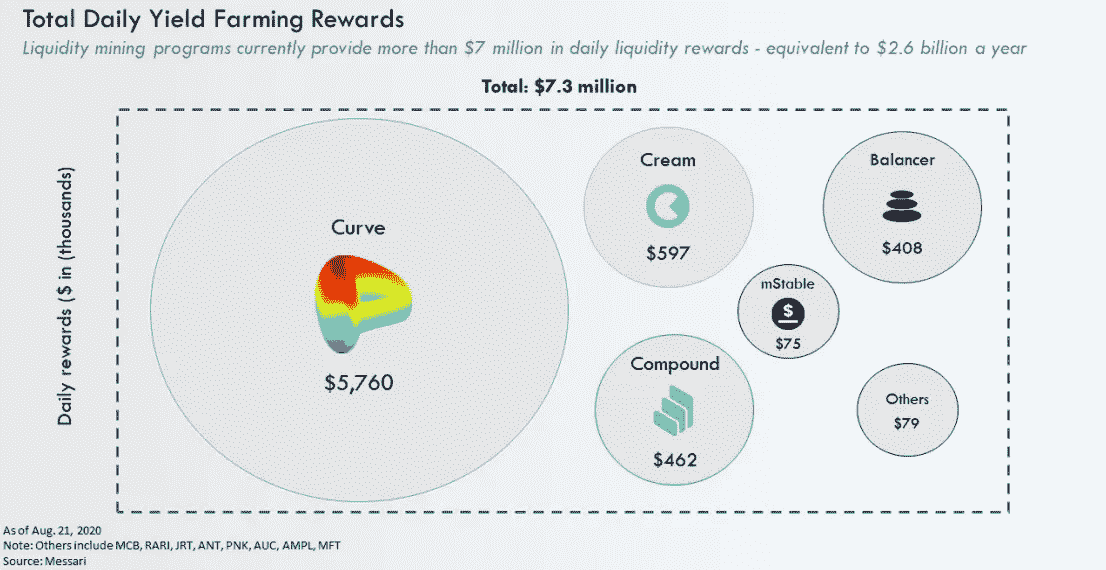 Total Daily Yield Farming Rewards
Liquidity mining programs currently provide more than $7 million in daily liquidity rewards - equivalent to $2.6 billion a year
Total: $7.3 million
Daily rewards ($ in (thousands)
Curve
$5,760
Cream
$597
Balancer
$408
mStable
$
$75
Compound
$462
Others
$79
As of Aug. 21, 2020
Note: Others include MCB, RARI, JRT, ANT, PNK, AUC, AMPL, MFT
Source: Messari